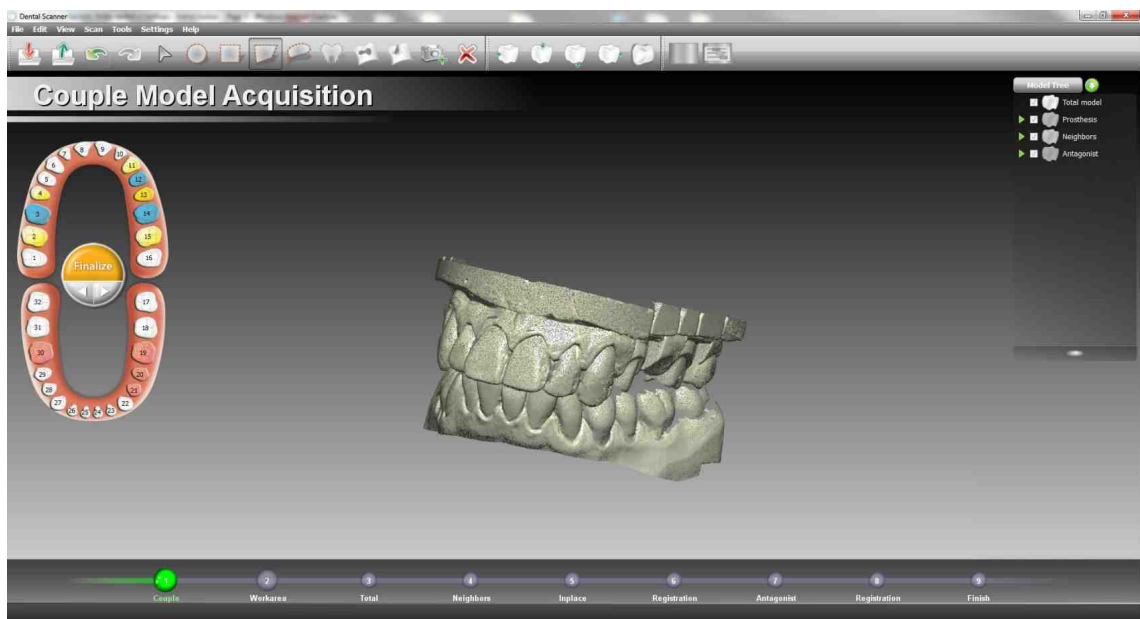 Dental Scanner
File Edit View Scan Tools Settings Help
Couple Model Acquisition
Model Tree
Total model
Prosthesis
Neighbors
Antagonist
7 8 9 10
6 11
5 12
4 13
3 14
2 15
1 16
Finalize
32 17
31 18
30 19
29 20
28 21
27 26 25 24 23 22
1 2 3 4 5 6 7 8 9
Couple Workarea Total Neighbors Inplace Registration Antagonist Registration Finish